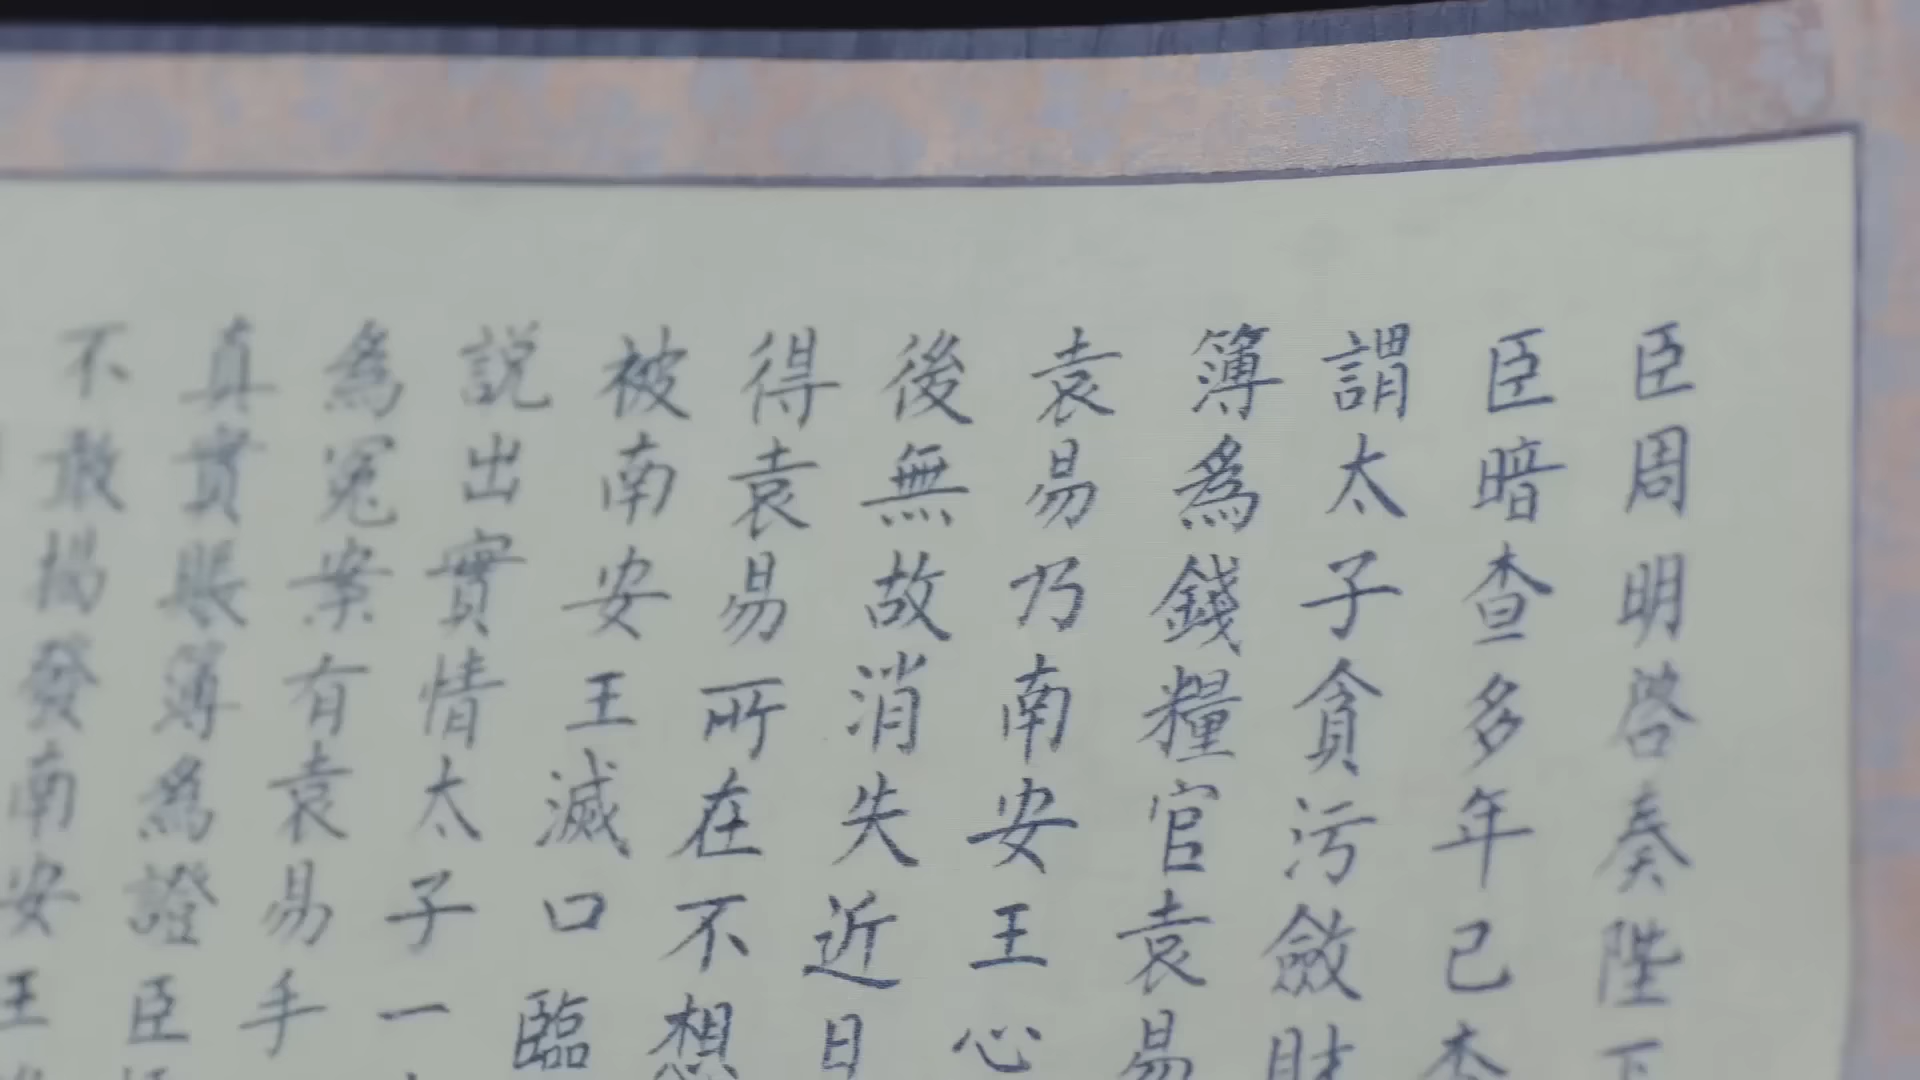 臣周明啓奏陛下
臣暗查多年已查
謂太子貪污斂財
簿為錢糧官袁易
袁易乃南安王心
後無故消失近日
得袁易所在不想
被南安王滅口臨
說出實情太子一
為冤案有袁易手
真實賬簿為證臣
不敢揭發南安王